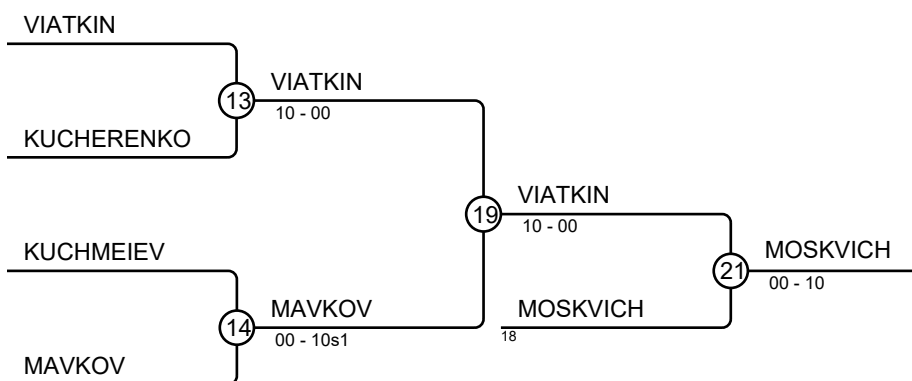 VIATKIN
13
VIATKIN
10 - 00
KUCHERENKO
19
VIATKIN
10 - 00
KUCHMEIEV
21
MOSKVICH
00 - 10
14
MAVKOV
00 - 10s1
MOSKVICH
18
MAVKOV